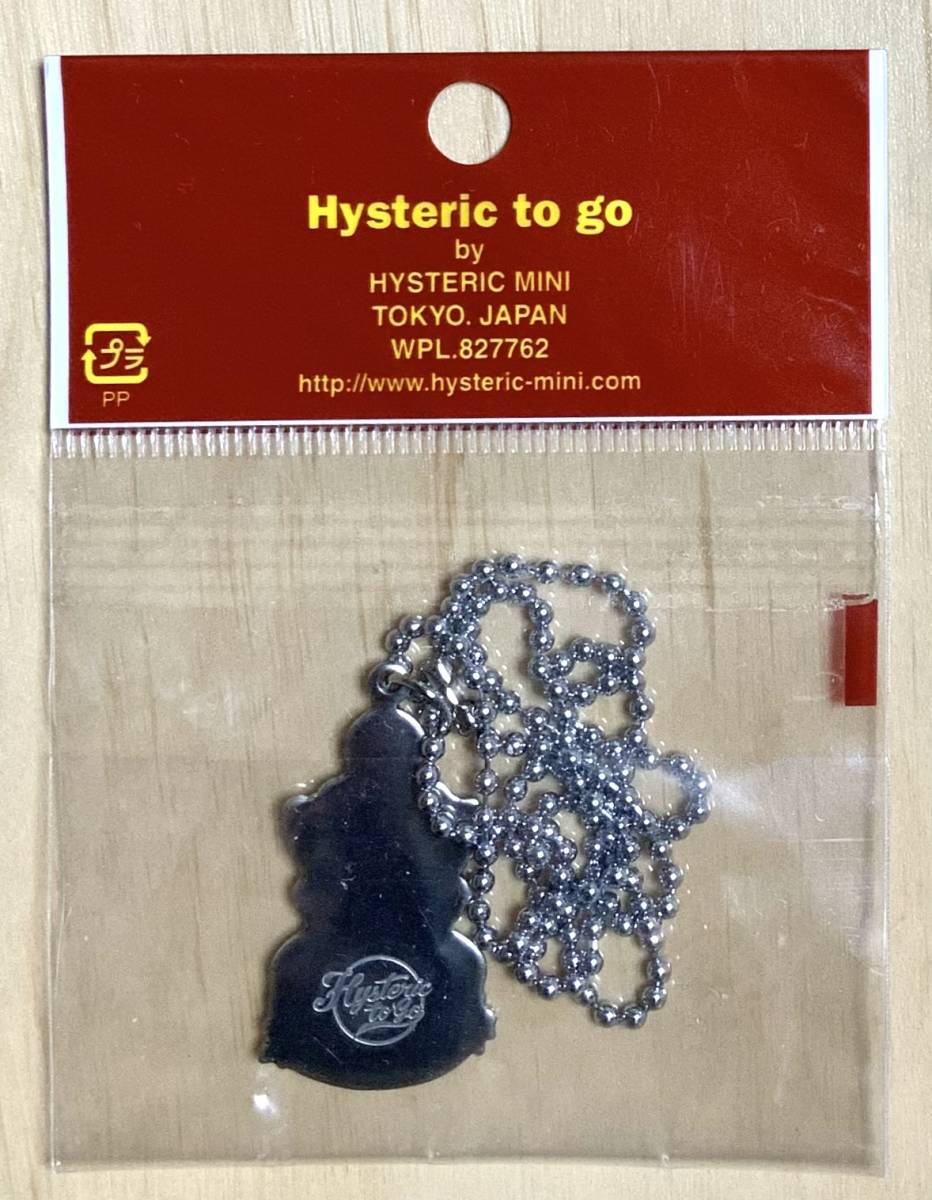 Hysteric to go
by
HYSTERIC MINI
TOKYO. JAPAN
WPL.827762
http://www.hysteric-mini.com
プラ
PP
Hysteric
to go